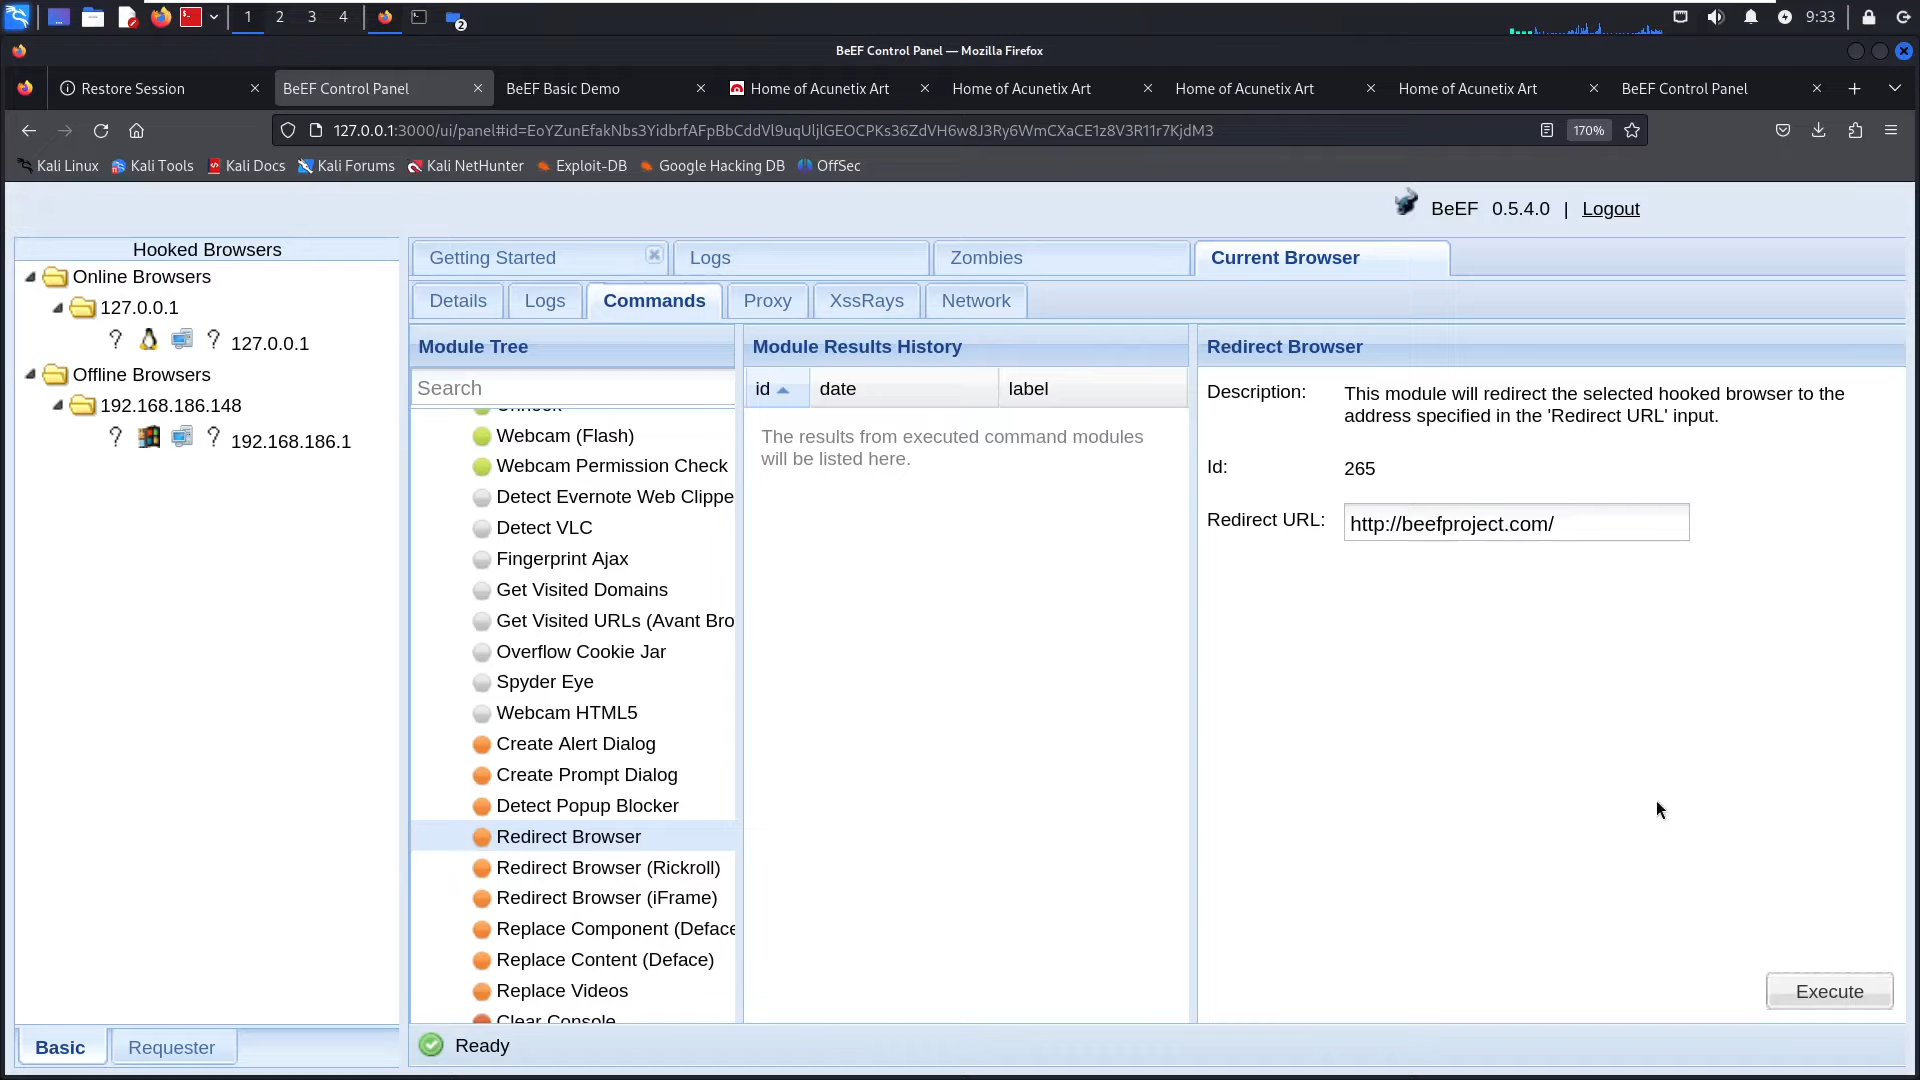 1
2
3
4
2
9:33
BeEF Control Panel — Mozilla Firefox
Restore Session
BeEF Control Panel
BeEF Basic Demo
Home of Acunetix Art
Home of Acunetix Art
Home of Acunetix Art
Home of Acunetix Art
BeEF Control Panel
127.0.0.1:3000/ui/panel#id=EoYZunEfakNbs3YidbrfAFpBbCddVl9uqUljlGEOCPKs36ZdVH6w8J3Ry6WmCXaCE1z8V3R11r7KjdM3
170%
Kali Linux
Kali Tools
Kali Docs
Kali Forums
Kali NetHunter
Exploit-DB
Google Hacking DB
OffSec
BeEF 0.5.4.0 | Logout
Hooked Browsers
Online Browsers
127.0.0.1
? ? 127.0.0.1
Offline Browsers
192.168.186.148
? ? 192.168.186.1
Basic
Requester
Getting Started
Logs
Zombies
Current Browser
Details
Logs
Commands
Proxy
XssRays
Network
Module Tree
Search
Unhook
Webcam (Flash)
Webcam Permission Check
Detect Evernote Web Clippe
Detect VLC
Fingerprint Ajax
Get Visited Domains
Get Visited URLs (Avant Bro
Overflow Cookie Jar
Spyder Eye
Webcam HTML5
Create Alert Dialog
Create Prompt Dialog
Detect Popup Blocker
Redirect Browser
Redirect Browser (Rickroll)
Redirect Browser (iFrame)
Replace Component (Deface
Replace Content (Deface)
Replace Videos
Clear Console
Module Results History
id
date
label
The results from executed command modules
will be listed here.
Redirect Browser
Description:
This module will redirect the selected hooked browser to the
address specified in the 'Redirect URL' input.
Id:
265
Redirect URL:
http://beefproject.com/
Execute
Ready